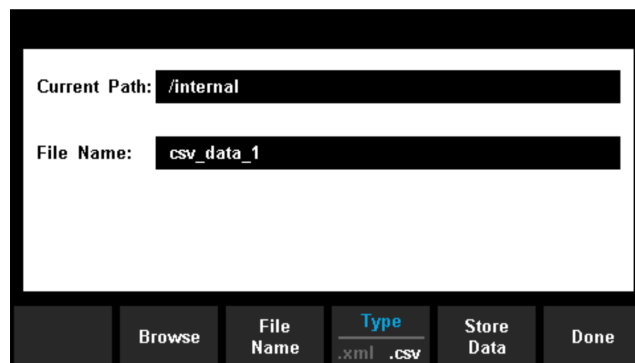 Current Path: /internal
File Name: csv_data_1
Browse
File
Name
Type
.xml .csv
Store
Data
Done